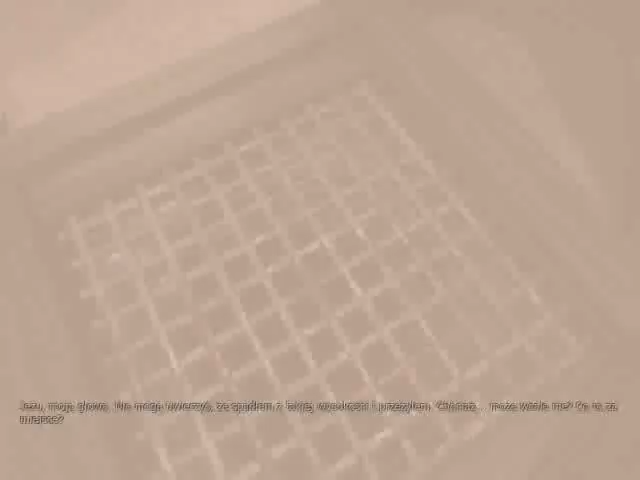 Jezu, moja głowa. Nie mogę uwierzyć, że spadłem z takiej wysokości i przeżyłem. Chociaż... może wcale nie? Co to za
miejsce?